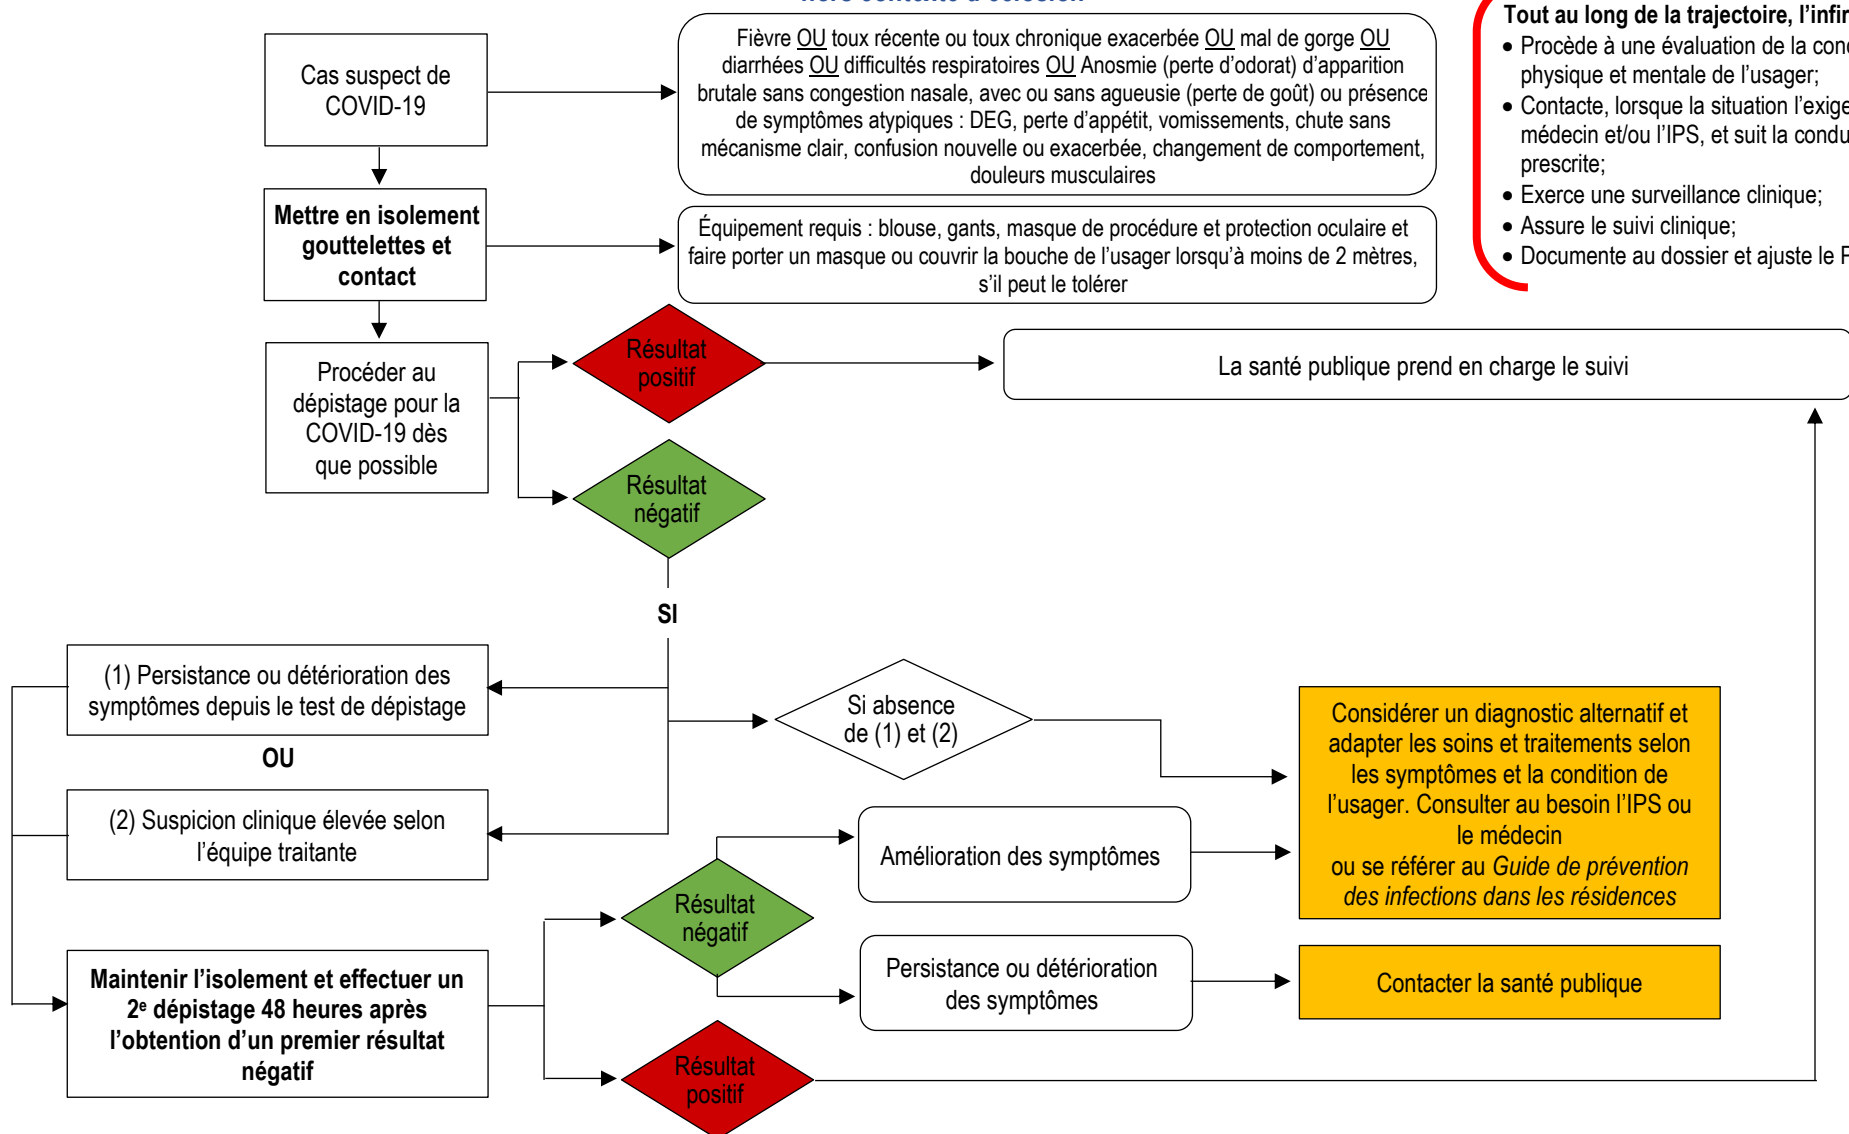 hors contexte d'éclosion
Cas suspect de
COVID-19
Fièvre OU toux récente ou toux chronique exacerbée OU mal de gorge OU
diarrhées OU difficultés respiratoires OU Anosmie (perte d’odorat) d’apparition
brutale sans congestion nasale, avec ou sans agueusie (perte de goût) ou présence
de symptômes atypiques : DEG, perte d’appétit, vomissements, chute sans
mécanisme clair, confusion nouvelle ou exacerbée, changement de comportement,
douleurs musculaires
Tout au long de la trajectoire, l’infir
• Procède à une évaluation de la cond
physique et mentale de l’usager;
• Contacte, lorsque la situation l’exige
médecin et/ou l’IPS, et suit la condu
prescrite;
• Exerce une surveillance clinique;
• Assure le suivi clinique;
• Documente au dossier et ajuste le P
Mettre en isolement
gouttelettes et
contact
Équipement requis : blouse, gants, masque de procédure et protection oculaire et
faire porter un masque ou couvrir la bouche de l’usager lorsqu’à moins de 2 mètres,
s’il peut le tolérer
Procéder au
dépistage pour la
COVID-19 dès
que possible
Résultat
positif
La santé publique prend en charge le suivi
Résultat
négatif
SI
(1) Persistance ou détérioration des
symptômes depuis le test de dépistage
OU
(2) Suspicion clinique élevée selon
l’équipe traitante
Si absence
de (1) et (2)
Considérer un diagnostic alternatif et
adapter les soins et traitements selon
les symptômes et la condition de
l’usager. Consulter au besoin l’IPS ou
le médecin
ou se référer au Guide de prévention
des infections dans les résidences
Maintenir l’isolement et effectuer un
2e dépistage 48 heures après
l’obtention d’un premier résultat
négatif
Résultat
négatif
Amélioration des symptômes
Persistance ou détérioration
des symptômes
Contacter la santé publique
Résultat
positif